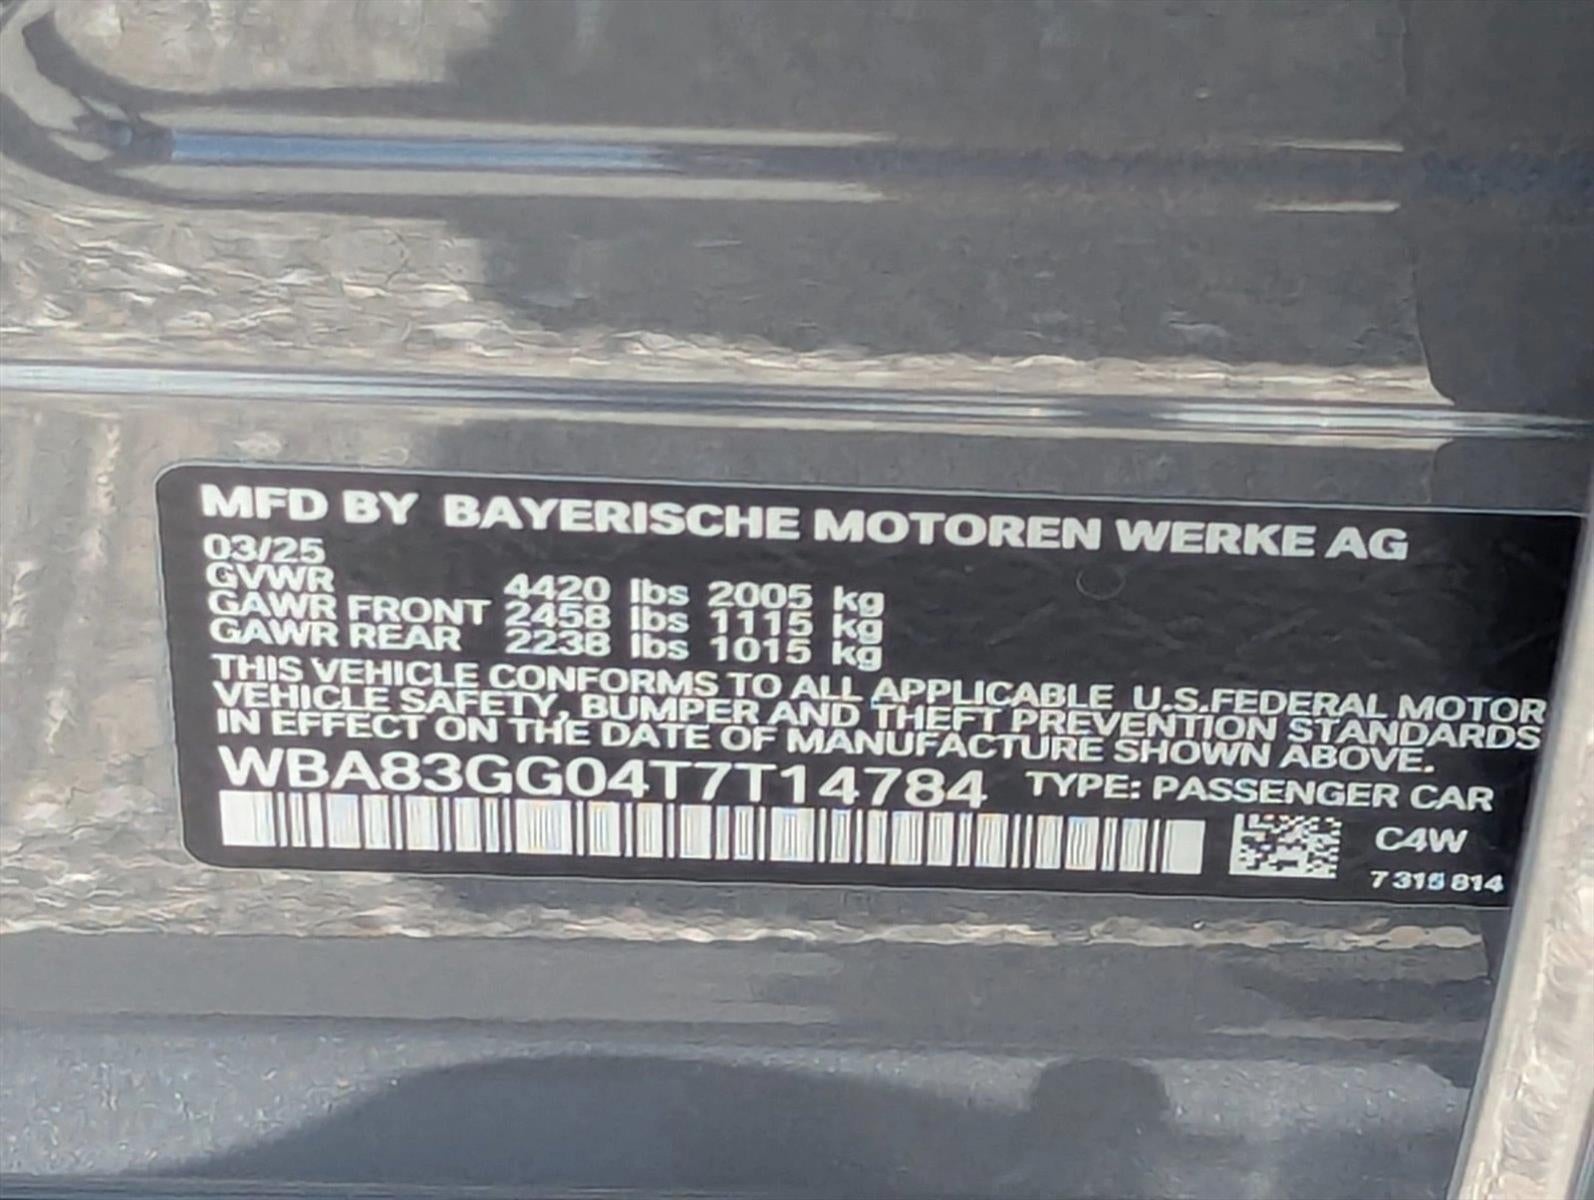 MFD BY BAYERISCHE MOTOREN WERKE AG
03/25
GVWR 4420 lbs 2005 kg
GAWR FRONT 2458 lbs 1115 kg
GAWR REAR 2238 lbs 1015 kg
THIS VEHICLE CONFORMS TO ALL APPLICABLE U.S.FEDERAL MOTOR
VEHICLE SAFETY, BUMPER AND THEFT PREVENTION STANDARDS
IN EFFECT ON THE DATE OF MANUFACTURE SHOWN ABOVE.
WBA83GG04T7T14784 TYPE: PASSENGER CAR
C4W
7 814